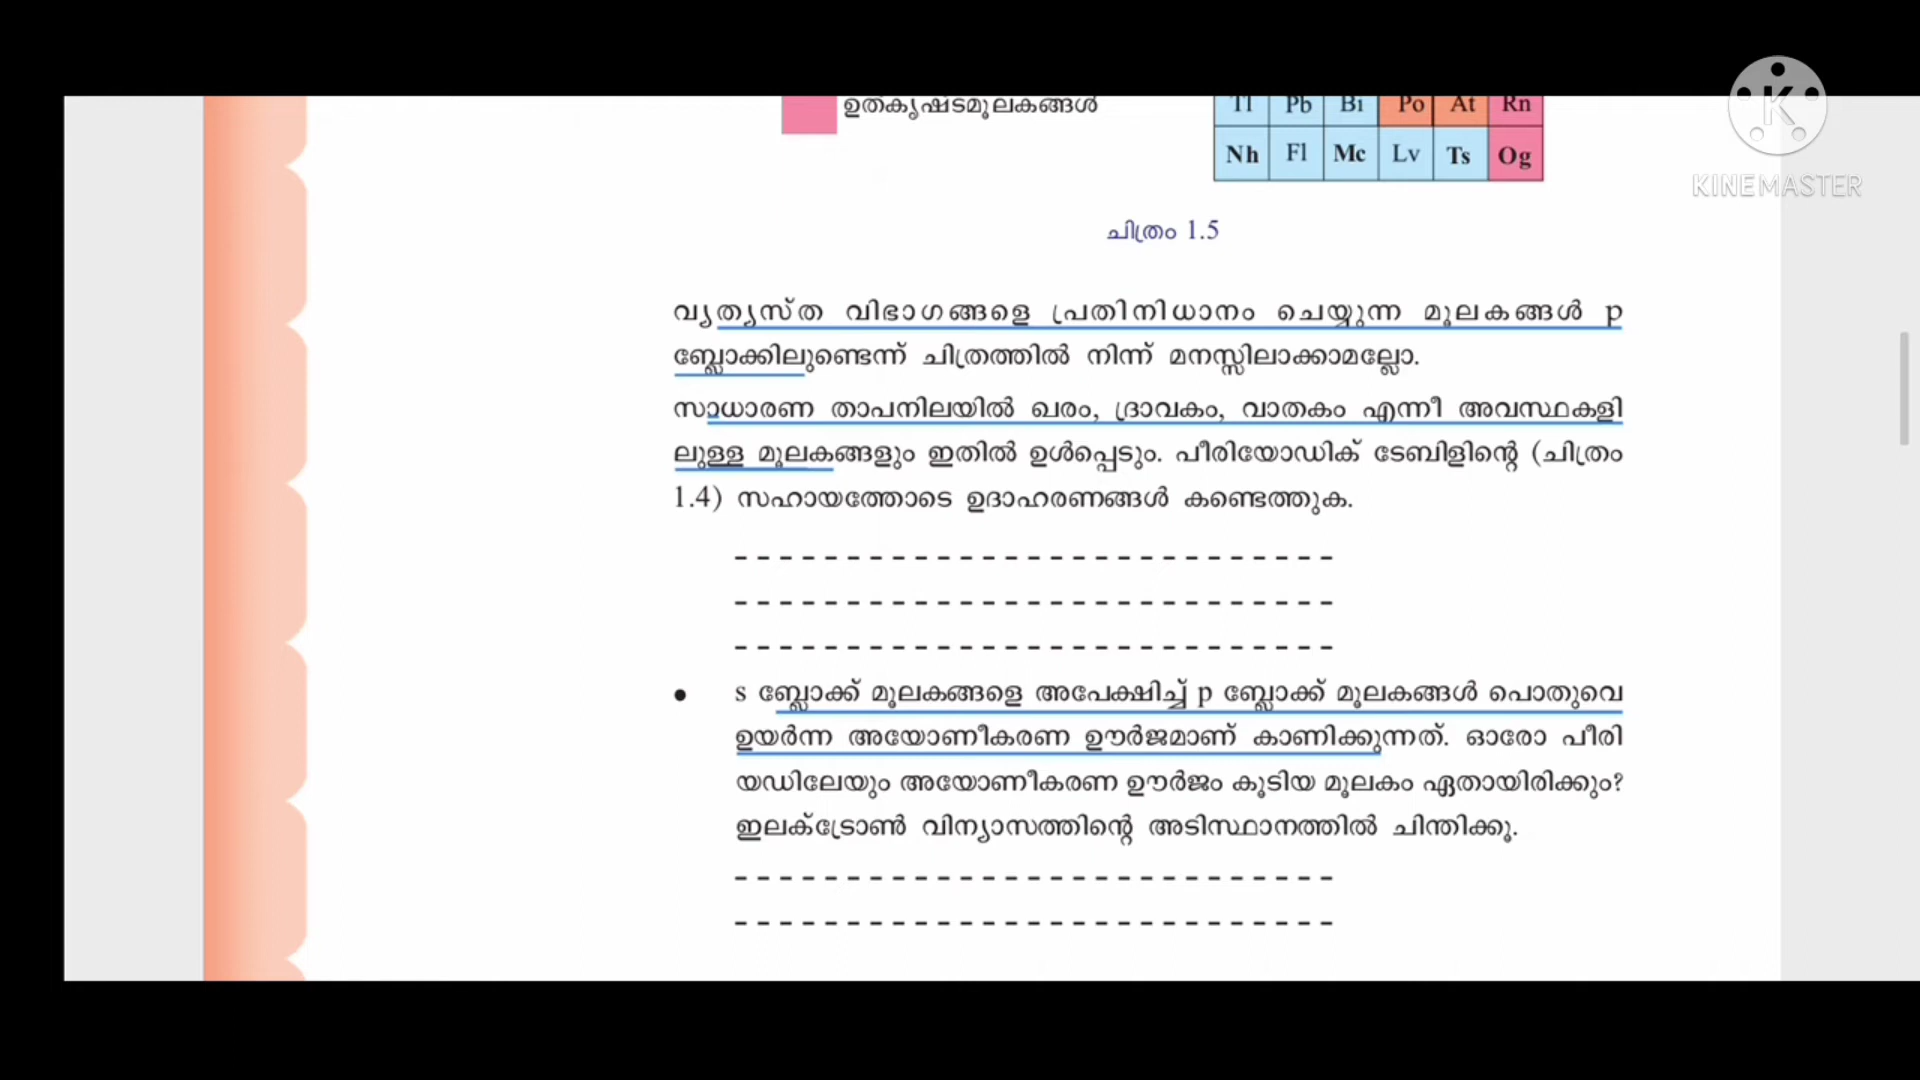 ഉത്കൃഷ്ടമൂലകങ്ങൾ
Tl Pb Bi Po At Rn
Nh Fl Mc Lv Ts Og
K
KINEMASTER
ചിത്രം 1.5
വ്യത്യസ്ത വിഭാഗങ്ങളെ പ്രതിനിധാനം ചെയ്യുന്ന മൂലകങ്ങൾ p
ബ്ലോക്കിലുണ്ടെന്ന് ചിത്രത്തിൽ നിന്ന് മനസ്സിലാക്കാമല്ലോ.
സാധാരണ താപനിലയിൽ ഖരം, ദ്രാവകം, വാതകം എന്നീ അവസ്ഥകളി
ലുള്ള മൂലകങ്ങളും ഇതിൽ ഉൾപ്പെടും. പീരിയോഡിക് ടേബിളിന്റെ (ചിത്രം
1.4) സഹായത്തോടെ ഉദാഹരണങ്ങൾ കണ്ടെത്തുക.
• s ബ്ലോക്ക് മൂലകങ്ങളെ അപേക്ഷിച്ച് p ബ്ലോക്ക് മൂലകങ്ങൾ പൊതുവെ
ഉയർന്ന അയോണീകരണ ഊർജമാണ് കാണിക്കുന്നത്. ഓരോ പീരി
യഡിലേയും അയോണീകരണ ഊർജം കൂടിയ മൂലകം ഏതായിരിക്കും?
ഇലക്ട്രോൺ വിന്യാസത്തിന്റെ അടിസ്ഥാനത്തിൽ ചിന്തിക്കൂ.